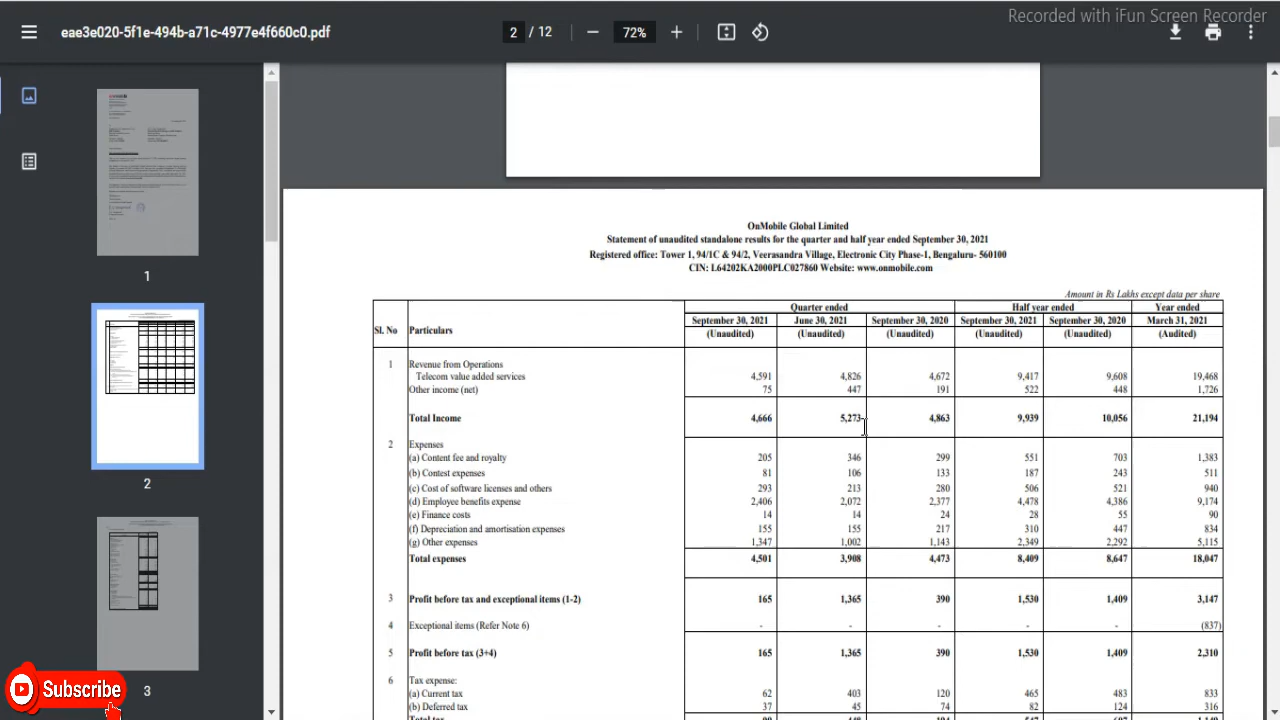 Recorded with iFun Screen Recorder
eae3e020-5f1e-494b-a71c-4977e4f660c0.pdf
2 / 12
72%
1
2
3
Subscribe
OnMobile Global Limited
Statement of unaudited standalone results for the quarter and half year ended September 30, 2021
Registered office: Tower 1, 94/1C & 94/2, Veerasandra Village, Electronic City Phase-1, Bengaluru- 560100
CIN: L64202KA2000PLC027860 Website: www.onmobile.com
Amount in Rs Lakhs except data per share
Quarter ended Half year ended Year ended
Sl. No Particulars September 30, 2021 June 30, 2021 September 30, 2020 September 30, 2021 September 30, 2020 March 31, 2021
(Unaudited) (Unaudited) (Unaudited) (Unaudited) (Unaudited) (Audited)
1 Revenue from Operations
Telecom value added services 4,591 4,826 4,672 9,417 9,608 19,468
Other income (net) 75 447 191 522 448 1,726
Total Income 4,666 5,273 4,863 9,939 10,056 21,194
2 Expenses
(a) Content fee and royalty 205 346 299 551 703 1,383
(b) Contest expenses 81 106 133 187 243 511
(c) Cost of software licenses and others 293 213 280 506 521 940
(d) Employee benefits expense 2,406 2,072 2,377 4,478 4,386 9,174
(e) Finance costs 14 14 24 28 55 90
(f) Depreciation and amortisation expenses 155 155 217 310 447 834
(g) Other expenses 1,347 1,002 1,143 2,349 2,292 5,115
Total expenses 4,501 3,908 4,473 8,409 8,647 18,047
3 Profit before tax and exceptional items (1-2) 165 1,365 390 1,530 1,409 3,147
4 Exceptional items (Refer Note 6) - - - - - (837)
5 Profit before tax (3+4) 165 1,365 390 1,530 1,409 2,310
6 Tax expense:
(a) Current tax 62 403 120 465 483 833
(b) Deferred tax 37 45 74 82 124 316
Total tax